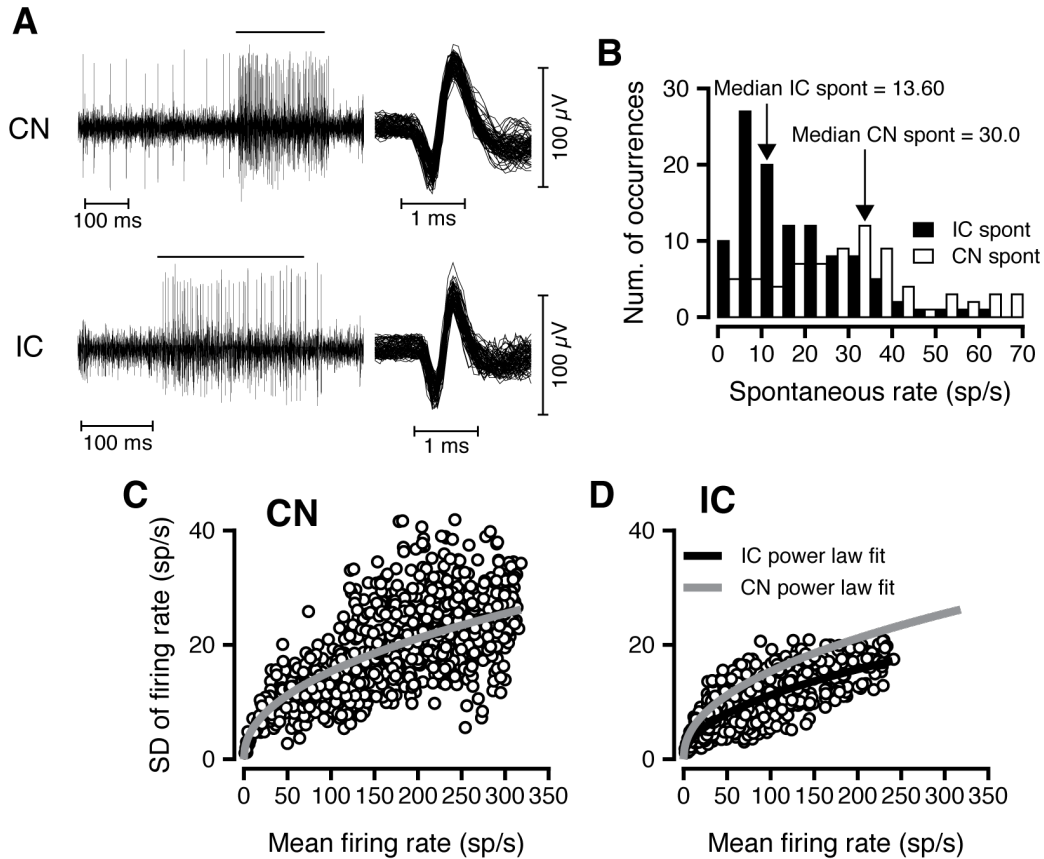 A
CN
100 ms
1 ms
100 µV
IC
100 ms
1 ms
100 µV
B
Median IC spont = 13.60
Median CN spont = 30.0
IC spont
CN spont
Num. of occurrences
30
20
10
0
0 10 20 30 40 50 60 70
Spontaneous rate (sp/s)
C
CN
SD of firing rate (sp/s)
40
20
0
0 50 100 150 200 250 300 350
Mean firing rate (sp/s)
D
IC
IC power law fit
CN power law fit
40
20
0
0 50 100 150 200 250 300 350
Mean firing rate (sp/s)